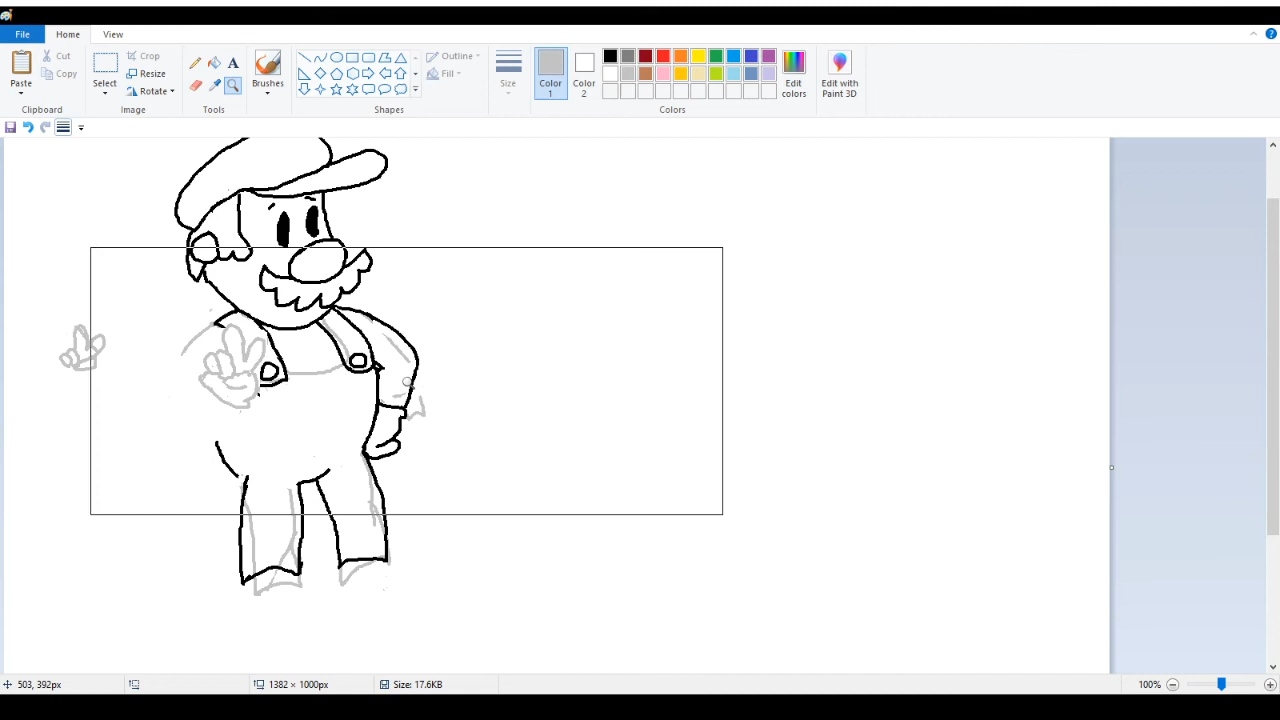 File Home View
Paste
Cut
Copy
Clipboard
Select
Crop
Resize
Rotate
Image
A
Tools
Brushes
Outline
Fill
Shapes
Size
Color
1
Color
2
Edit
colors
Edit with
Paint 3D
Colors
503, 392px
1382 × 1000px
Size: 17.6KB
100%